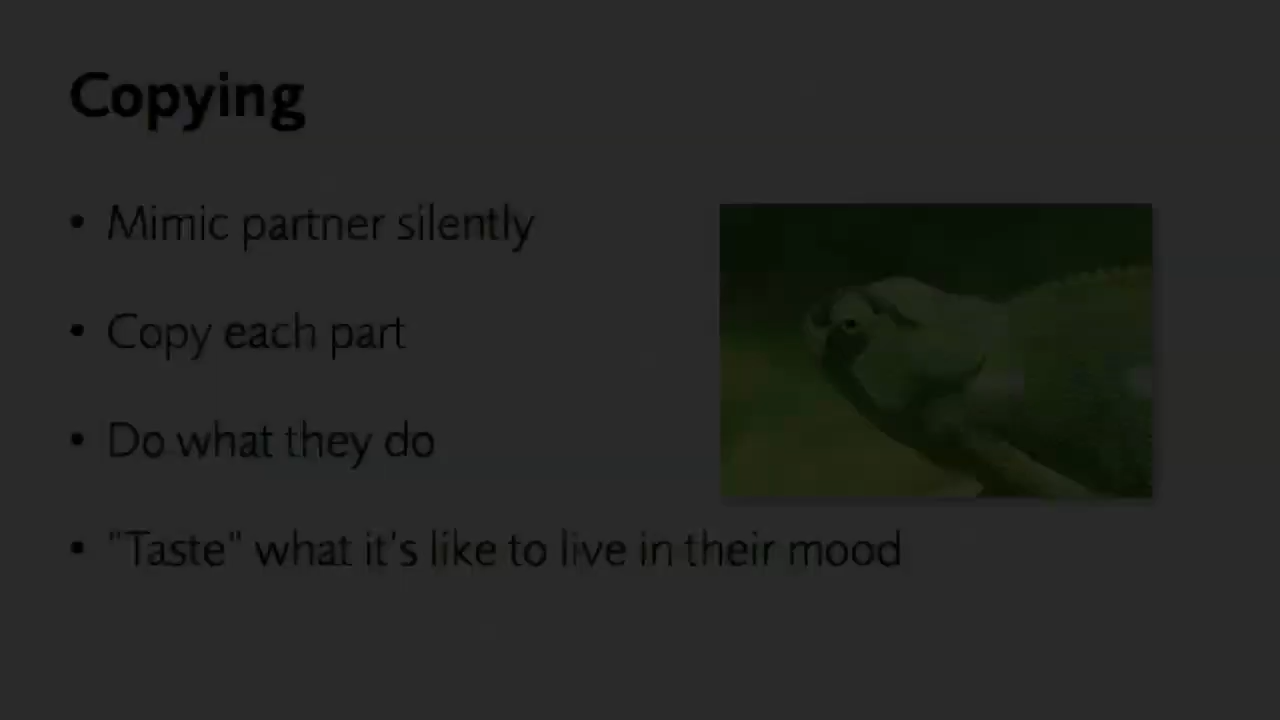 Copying
• Mimic partner silently
• Copy each part
• Do what they do
• "Taste" what it's like to live in their mood